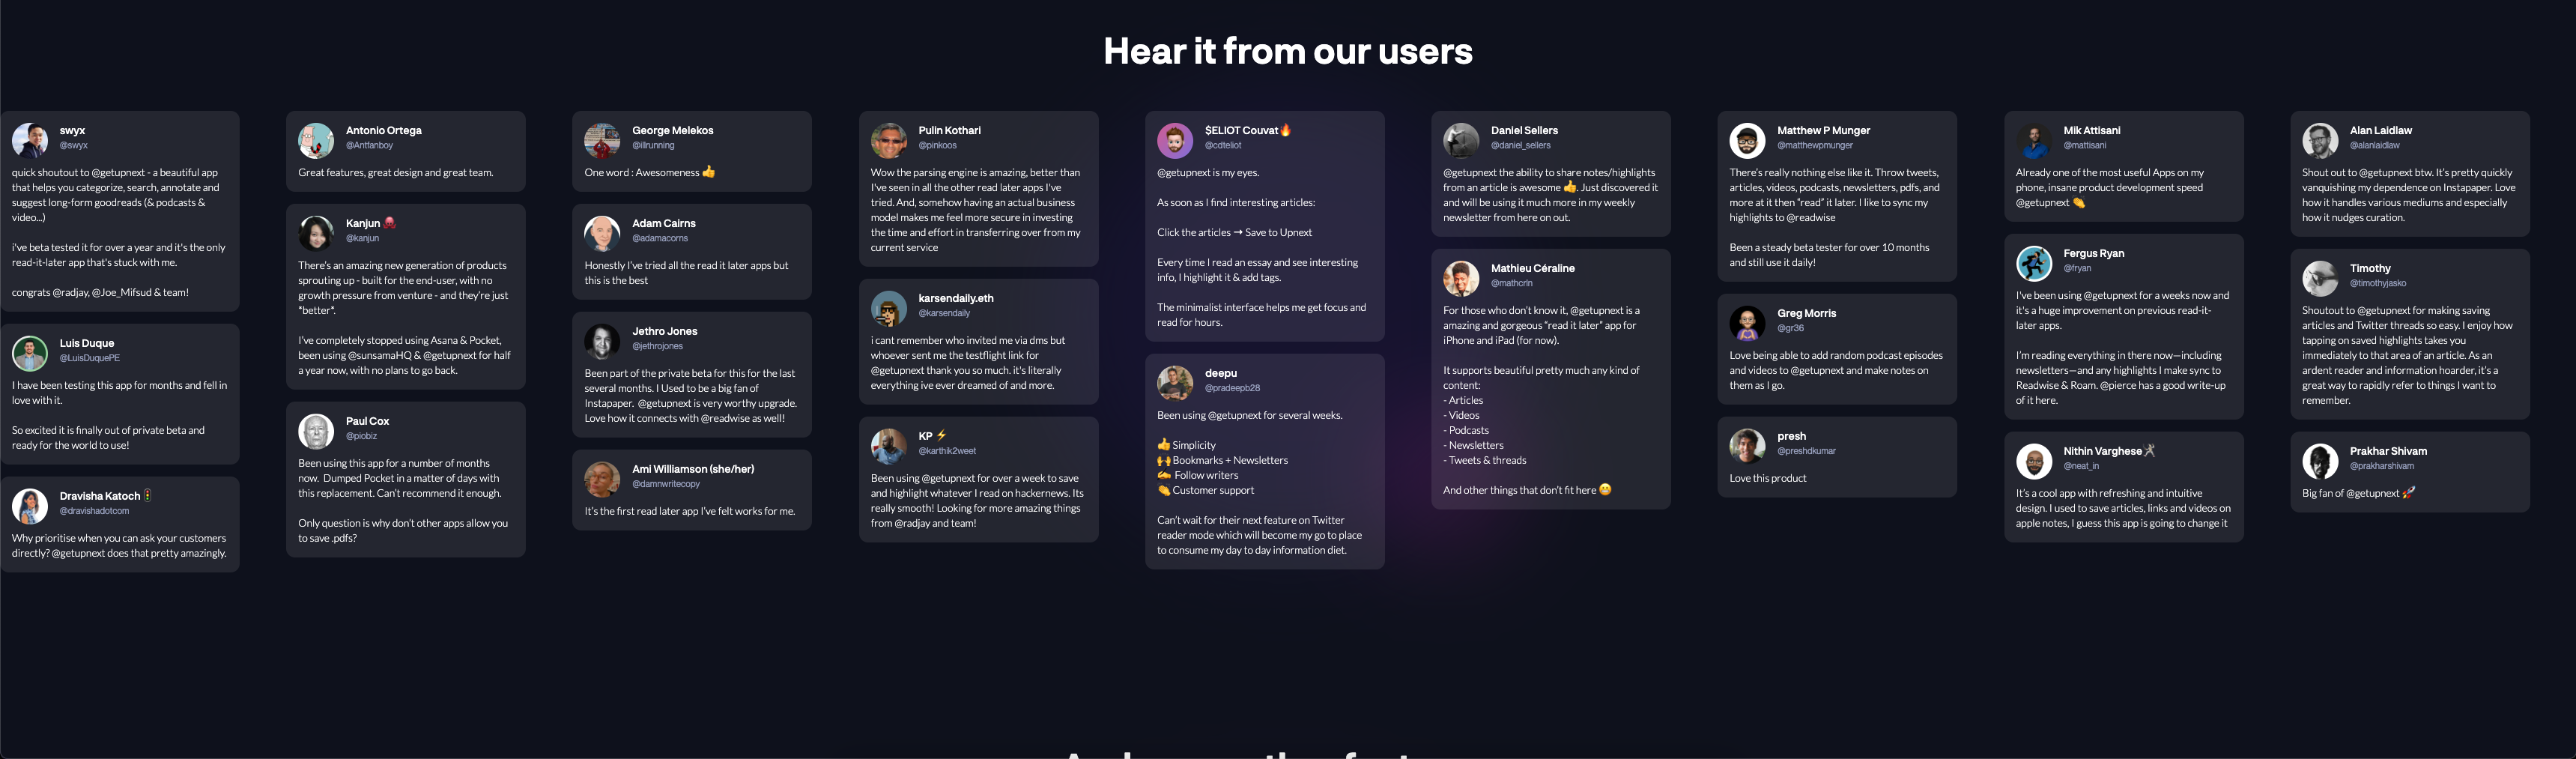 Hear it from our users
swyx
@swyx
quick shoutout to @getupnext - a beautiful app
that helps you categorize, search, annotate and
suggest long-form goodreads (& podcasts &
video...)
i've beta tested it for over a year and it's the only
read-it-later app that's stuck with me.
congrats @radjay, @Joe_Mifsud & team!
Luis Duque
@LuisDuquePE
I have been testing this app for months and fell in
love with it.
So excited it is finally out of private beta and
ready for the world to use!
Dravisha Katoch 🚦
@dravishadotcom
Why prioritise when you can ask your customers
directly? @getupnext does that pretty amazingly.
Antonio Ortega
@Antfanboy
Great features, great design and great team.
Kanjun 🐙
@kanjun
There's an amazing new generation of products
sprouting up - built for the end-user, with no
growth pressure from venture - and they're just
*better*.
I've completely stopped using Asana & Pocket,
been using @sunsamaHQ & @getupnext for half
a year now, with no plans to go back.
Paul Cox
@piobiz
Been using this app for a number of months
now. Dumped Pocket in a matter of days with
this replacement. Can't recommend it enough.
Only question is why don't other apps allow you
to save .pdfs?
George Melekos
@illrunning
One word : Awesomeness 👍
Adam Cairns
@adamacorns
Honestly I've tried all the read it later apps but
this is the best
Jethro Jones
@jethrojones
Been part of the private beta for this for the last
several months. I Used to be a big fan of
Instapaper. @getupnext is very worthy upgrade.
Love how it connects with @readwise as well!
Ami Williamson (she/her)
@damnwritecopy
It's the first read later app I've felt works for me.
Pulin Kothari
@pinkoos
Wow the parsing engine is amazing, better than
I've seen in all the other read later apps I've
tried. And, somehow having an actual business
model makes me feel more secure in investing
the time and effort in transferring over from my
current service
karsendaily.eth
@karsendaily
i cant remember who invited me via dms but
whoever sent me the testflight link for
@getupnext thank you so much. it's literally
everything ive ever dreamed of and more.
KP ⚡
@karthik2weet
Been using @getupnext for over a week to save
and highlight whatever I read on hackernews. Its
really smooth! Looking for more amazing things
from @radjay and team!
$ELIOT Couvat🔥
@cdteliot
@getupnext is my eyes.
As soon as I find interesting articles:
Click the articles → Save to Upnext
Every time I read an essay and see interesting
info, I highlight it & add tags.
The minimalist interface helps me get focus and
read for hours.
deepu
@pradeepb28
Been using @getupnext for several weeks.
👍Simplicity
🙌Bookmarks + Newsletters
✍️ Follow writers
👏 Customer support
Can't wait for their next feature on Twitter
reader mode which will become my go to place
to consume my day to day information diet.
Daniel Sellers
@daniel_sellers
@getupnext the ability to share notes/highlights
from an article is awesome 👍. Just discovered it
and will be using it much more in my weekly
newsletter from here on out.
Mathieu Céraline
@mathcrln
For those who don't know it, @getupnext is a
amazing and gorgeous "read it later" app for
iPhone and iPad (for now).
It supports beautiful pretty much any kind of
content:
- Articles
- Videos
- Podcasts
- Newsletters
- Tweets & threads
And other things that don't fit here 😁
Matthew P Munger
@matthewpmunger
There's really nothing else like it. Throw tweets,
articles, videos, podcasts, newsletters, pdfs, and
more at it then "read" it later. I like to sync my
highlights to @readwise
Been a steady beta tester for over 10 months
and still use it daily!
Greg Morris
@gr36
Love being able to add random podcast episodes
and videos to @getupnext and make notes on
them as I go.
presh
@preshdkumar
Love this product
Mik Attisani
@mattisani
Already one of the most useful Apps on my
phone, insane product development speed
@getupnext 👏
Fergus Ryan
@fryan
I've been using @getupnext for a weeks now and
it's a huge improvement on previous read-it-
later apps.
I'm reading everything in there now—including
newsletters—and any highlights I make sync to
Readwise & Roam. @pierce has a good write-up
of it here.
Nithin Varghese
@neat_in
It's a cool app with refreshing and intuitive
design. I used to save articles, links and videos on
apple notes, I guess this app is going to change it
Alan Laidlaw
@alanlaidlaw
Shout out to @getupnext btw. It's pretty quickly
vanquishing my dependence on Instapaper. Love
how it handles various mediums and especially
how it nudges curation.
Timothy
@timothyjasko
Shoutout to @getupnext for making saving
articles and Twitter threads so easy. I enjoy how
tapping on saved highlights takes you
immediately to that area of an article. As an
ardent reader and information hoarder, it's a
great way to rapidly refer to things I want to
remember.
Prakhar Shivam
@prakharshivam
Big fan of @getupnext 🚀